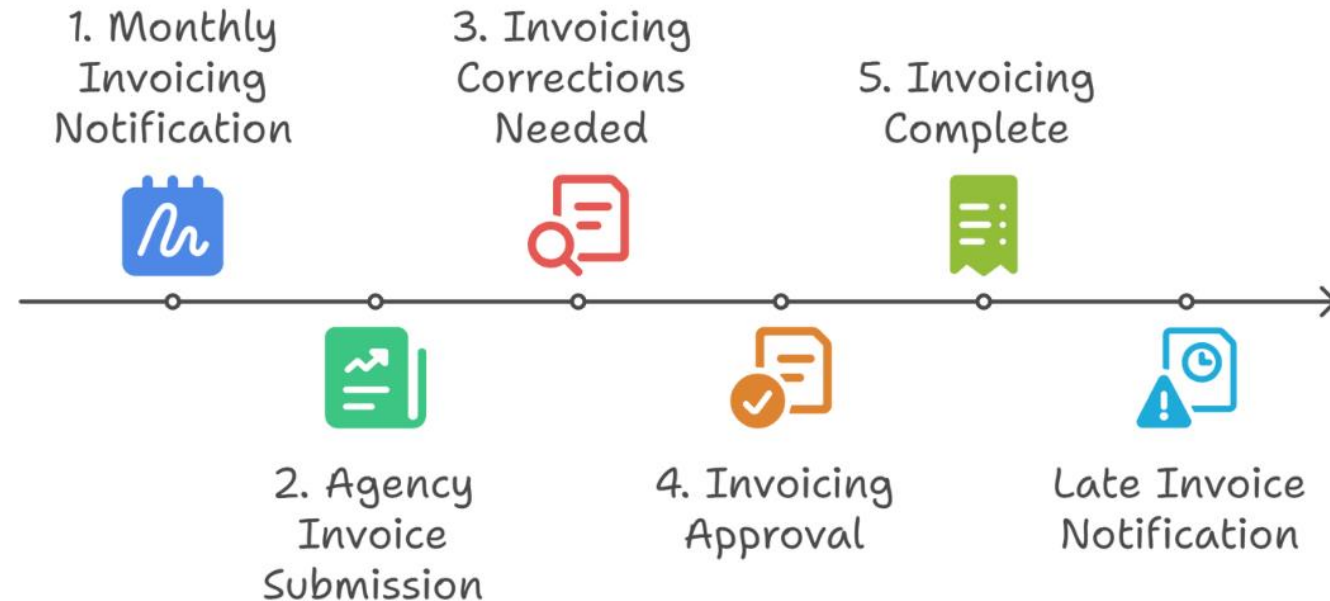 1. Monthly
Invoicing
Notification
2. Agency
Invoice
Submission
3. Invoicing
Corrections
Needed
4. Invoicing
Approval
5. Invoicing
Complete
Late Invoice
Notification